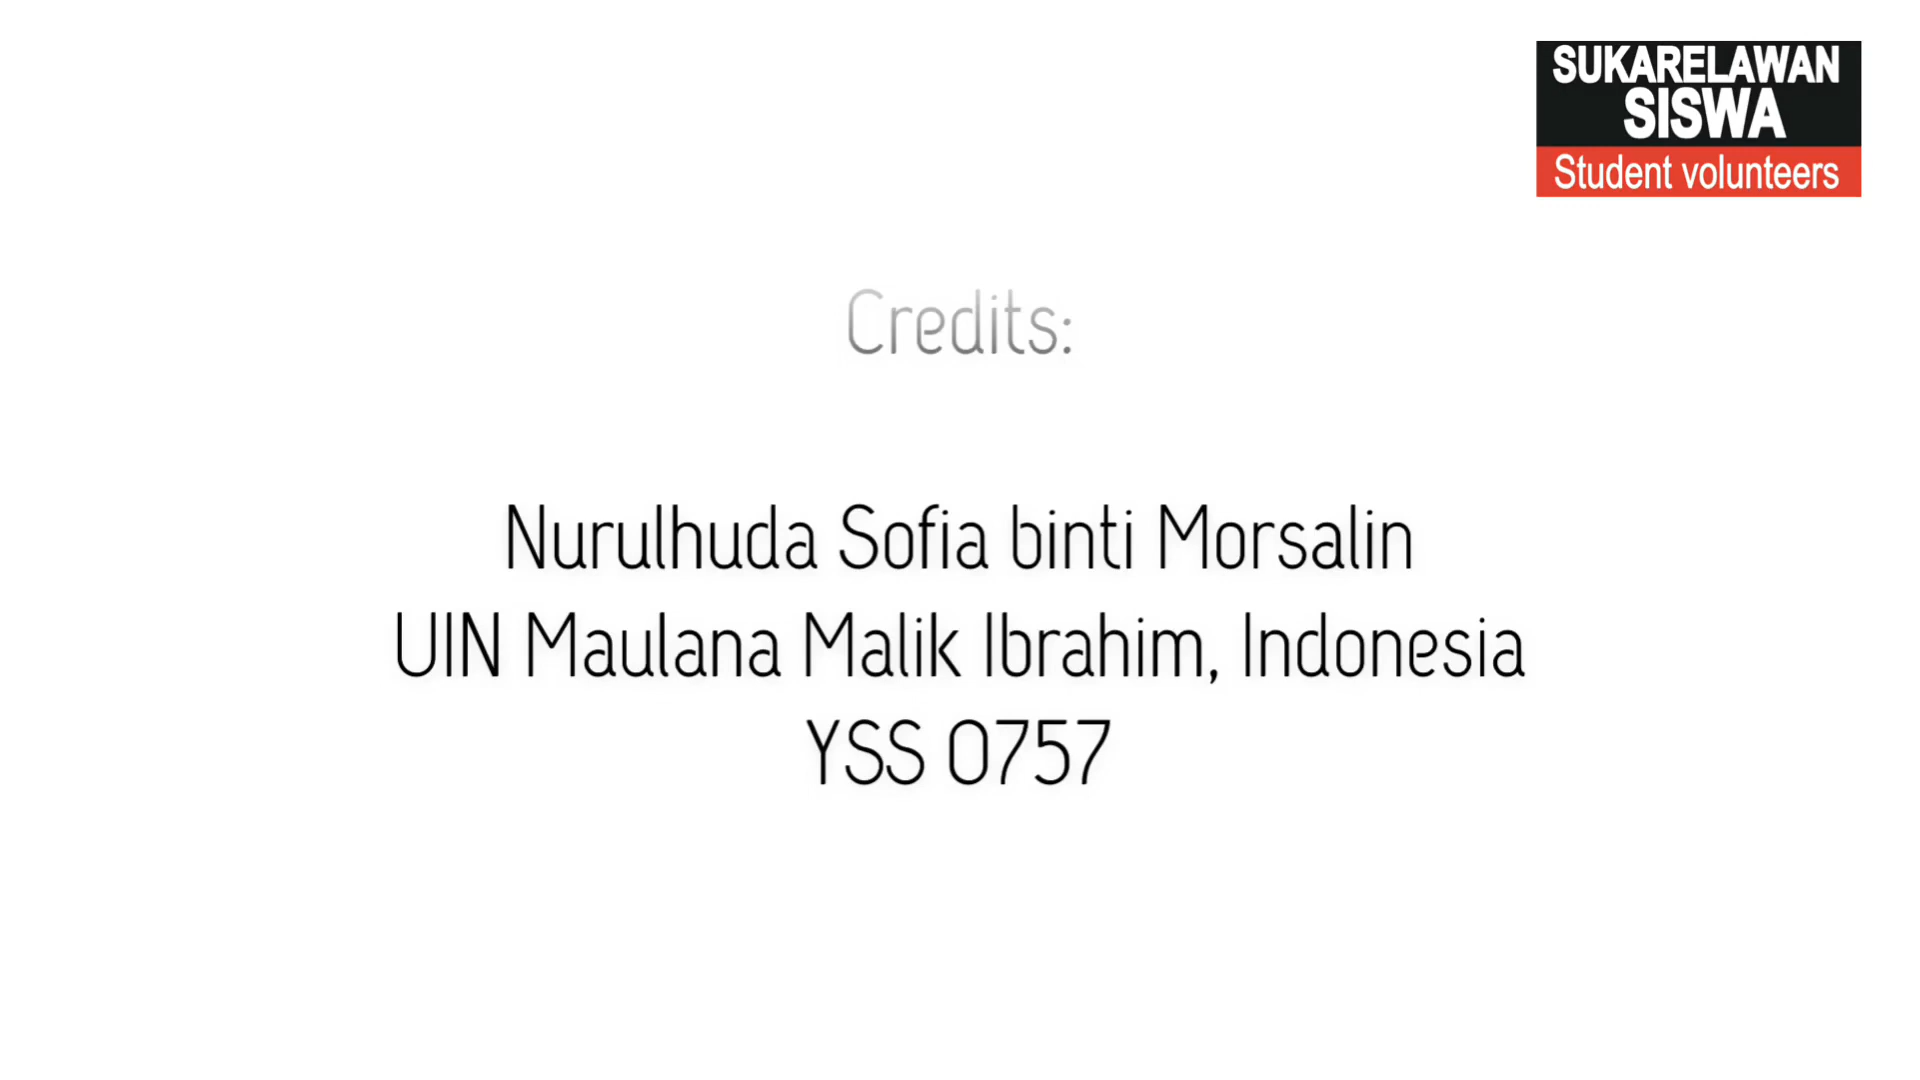 SUKARELAWAN
SISWA
Student volunteers
Credits:
Nurulhuda Sofia binti Morsalin
UIN Maulana Malik Ibrahim, Indonesia
YSS 0757